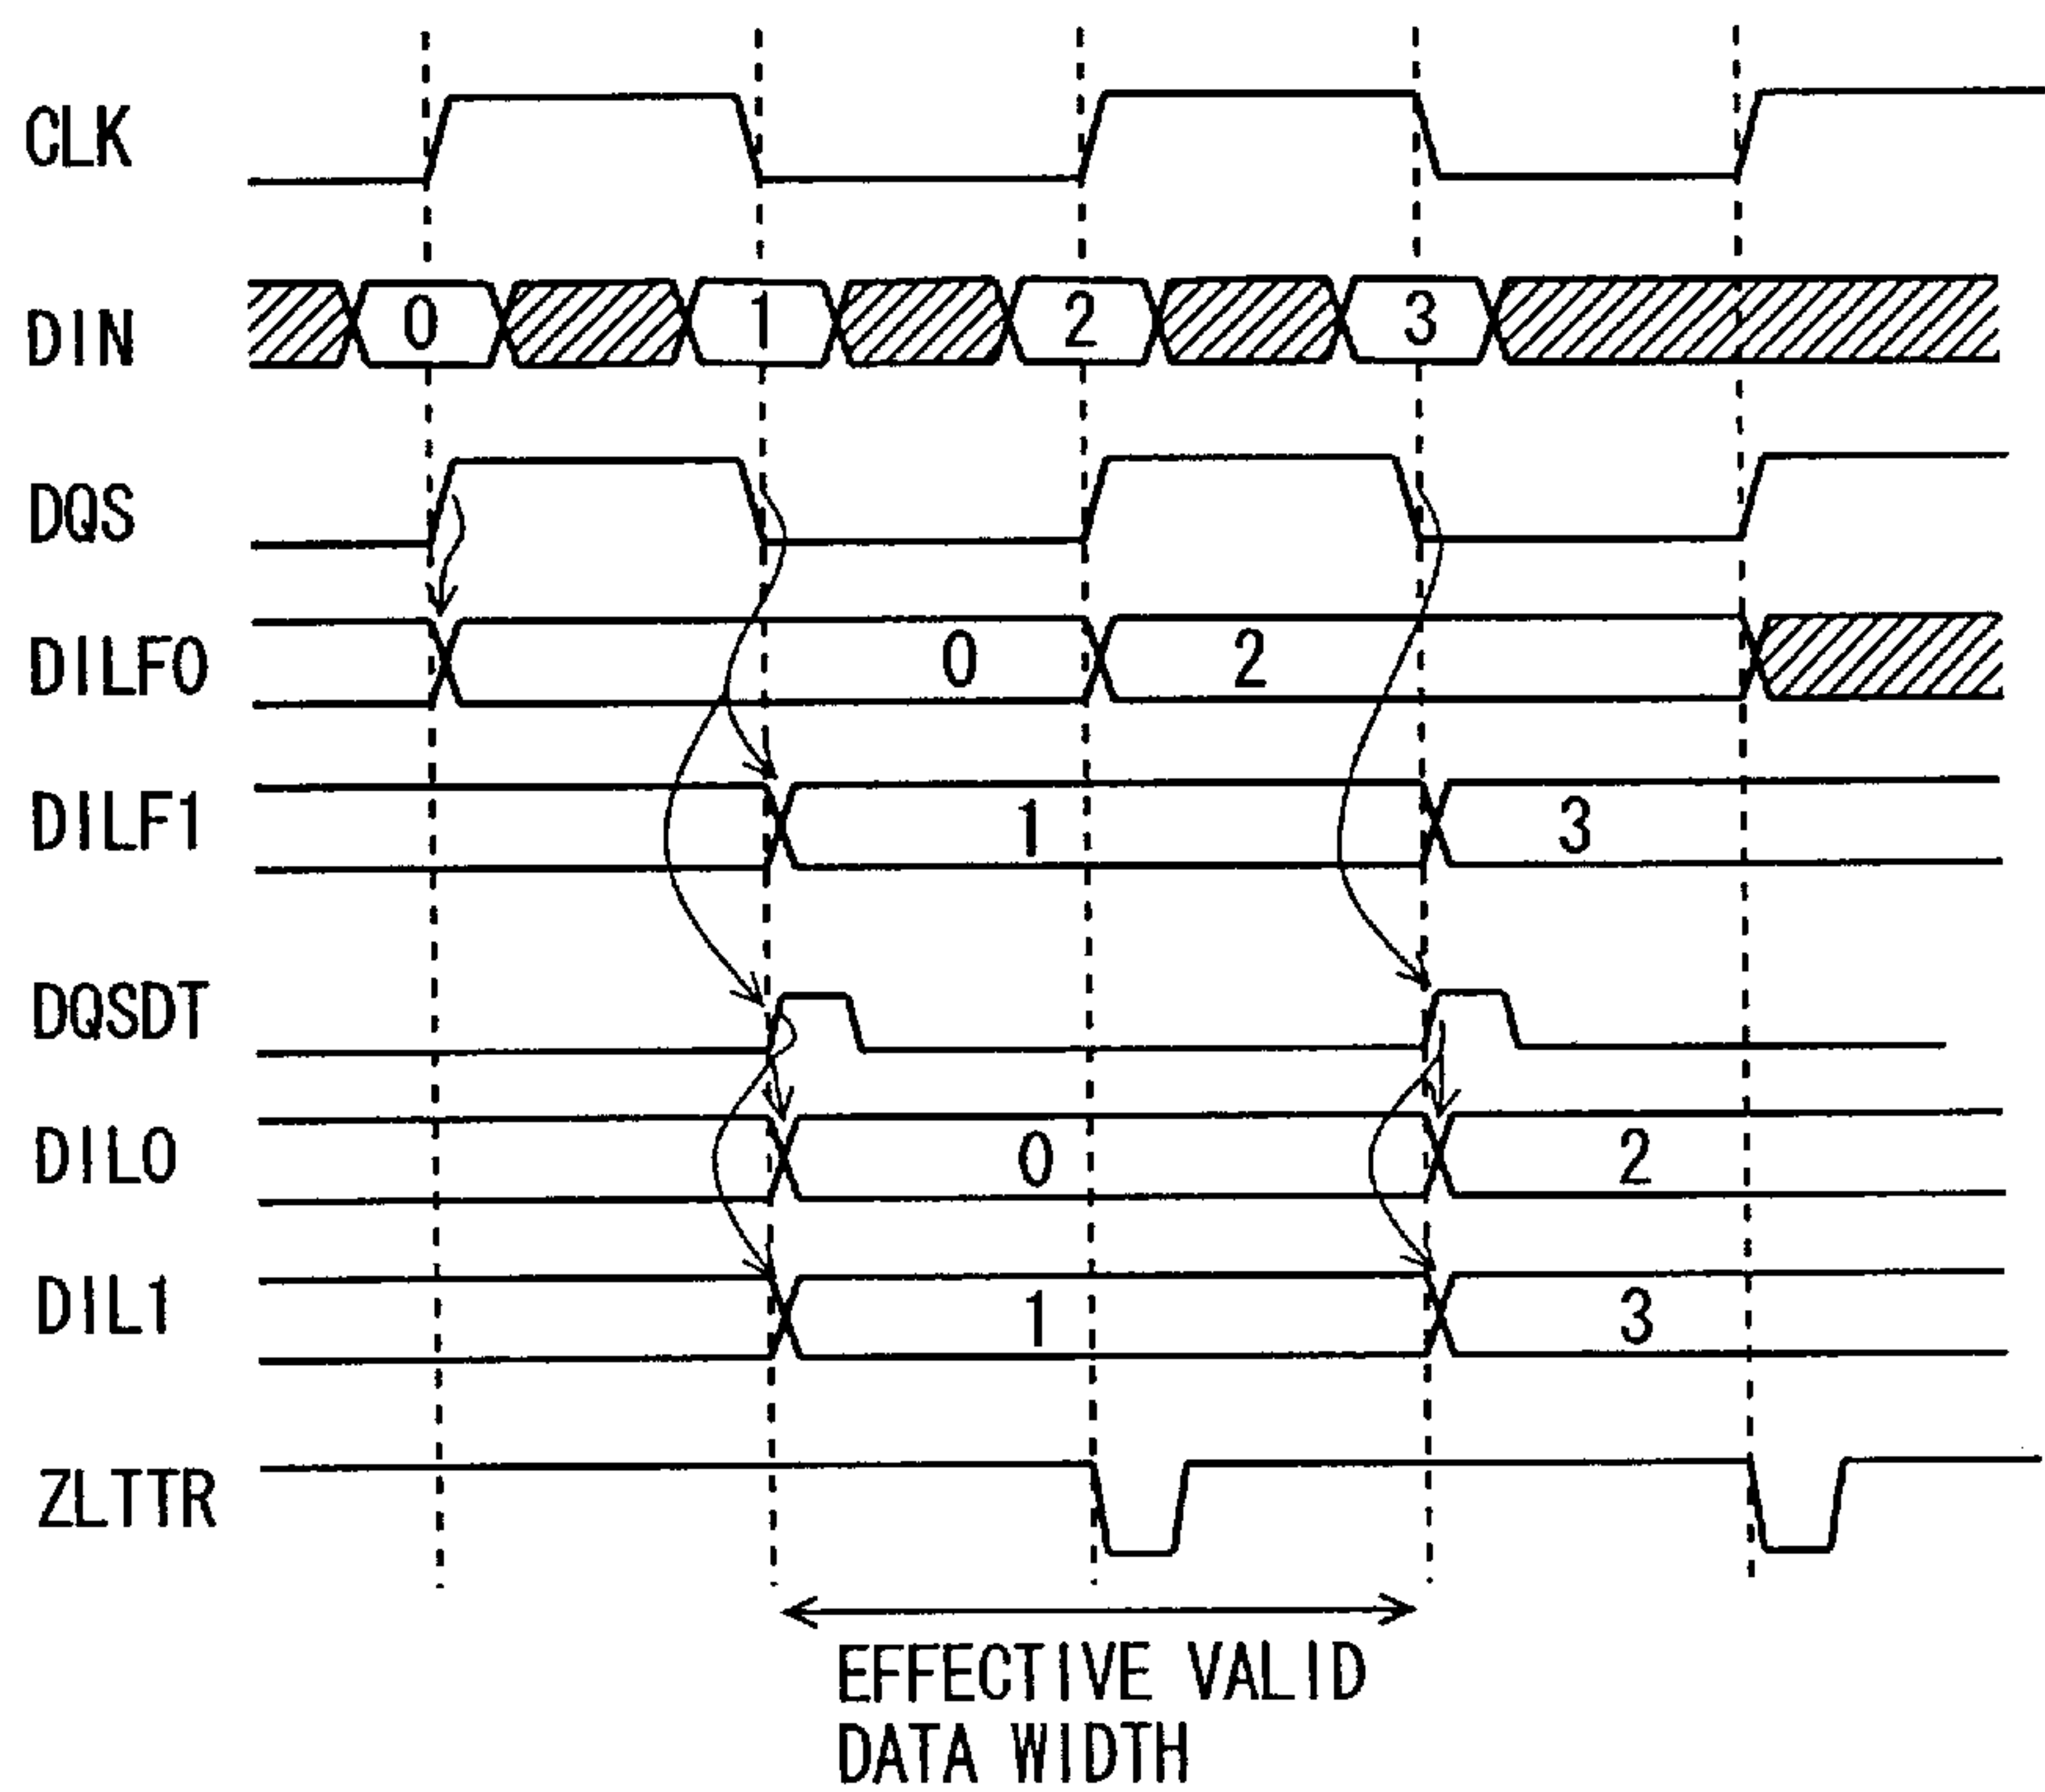 CLK
DIN 0 1 2 3
DQS
DILF0 0 2
DILF1 1 3
DQSDT
DIL0 0 2
DIL1 1 3
ZLTTR
EFFECTIVE VALID
DATA WIDTH